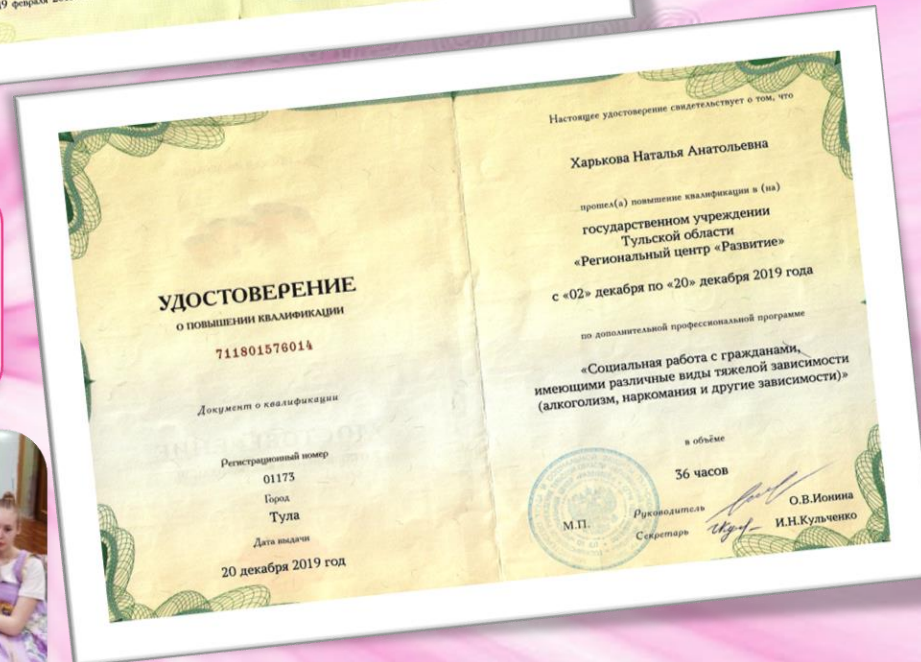 19 февраля
УДОСТОВЕРЕНИЕ
О ПОВЫШЕНИИ КВАЛИФИКАЦИИ
711801576014
Документ о квалификации
Регистрационный номер
01173
Город
Тула
Дата выдачи
20 декабря 2019 год
Настоящее удостоверение свидетельствует о том, что
Харькова Наталья Анатольевна
прошел(а) повышение квалификации в (на)
государственном учреждении
Тульской области
«Региональный центр «Развитие»
с «02» декабря по «20» декабря 2019 года
по дополнительной профессиональной программе
«Социальная работа с гражданами,
имеющими различные виды тяжелой зависимости
(алкоголизм, наркомания и другие зависимости)»
в объёме
36 часов
М.П.
Руководитель О.В.Ионина
Секретарь И.Н.Кульченко